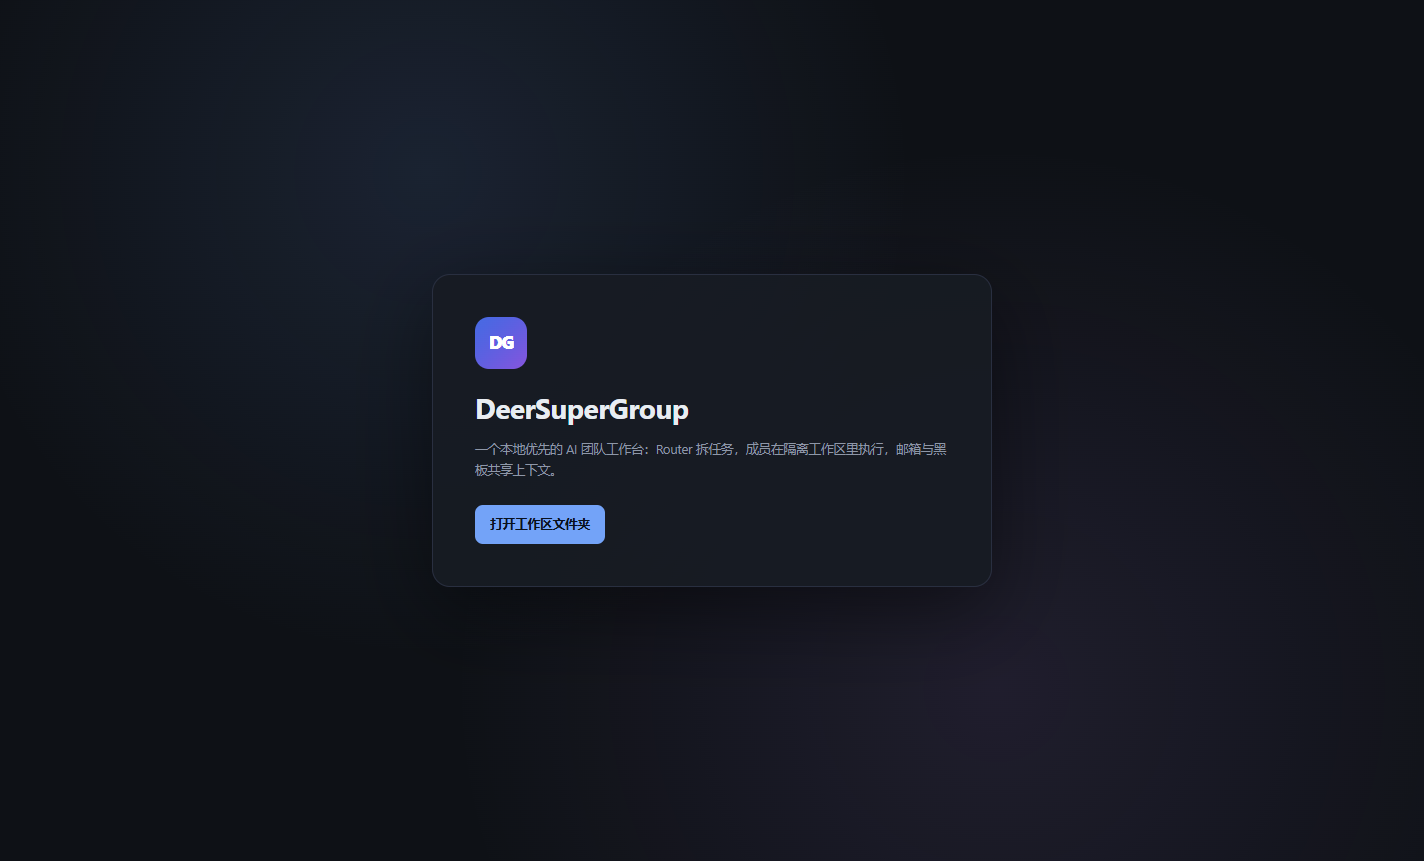 DG
DeerSuperGroup
一个本地优先的 AI 团队工作台：Router 拆任务，成员在隔离工作区里执行，邮箱与黑
板共享上下文。
打开工作区文件夹